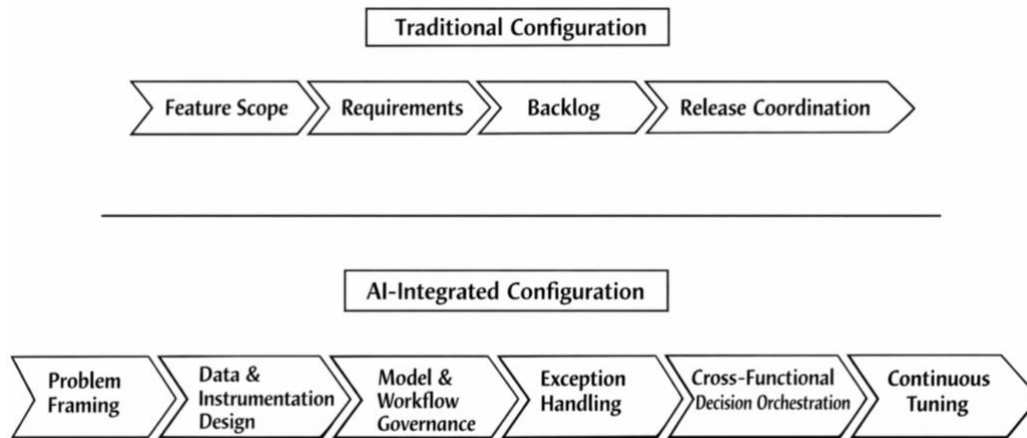 Traditional Configuration
Feature Scope
Requirements
Backlog
Release Coordination
AI-Integrated Configuration
Problem
Framing
Data &
Instrumentation
Design
Model &
Workflow
Governance
Exception
Handling
Cross-Functional
Decision Orchestration
Continuous
Tuning